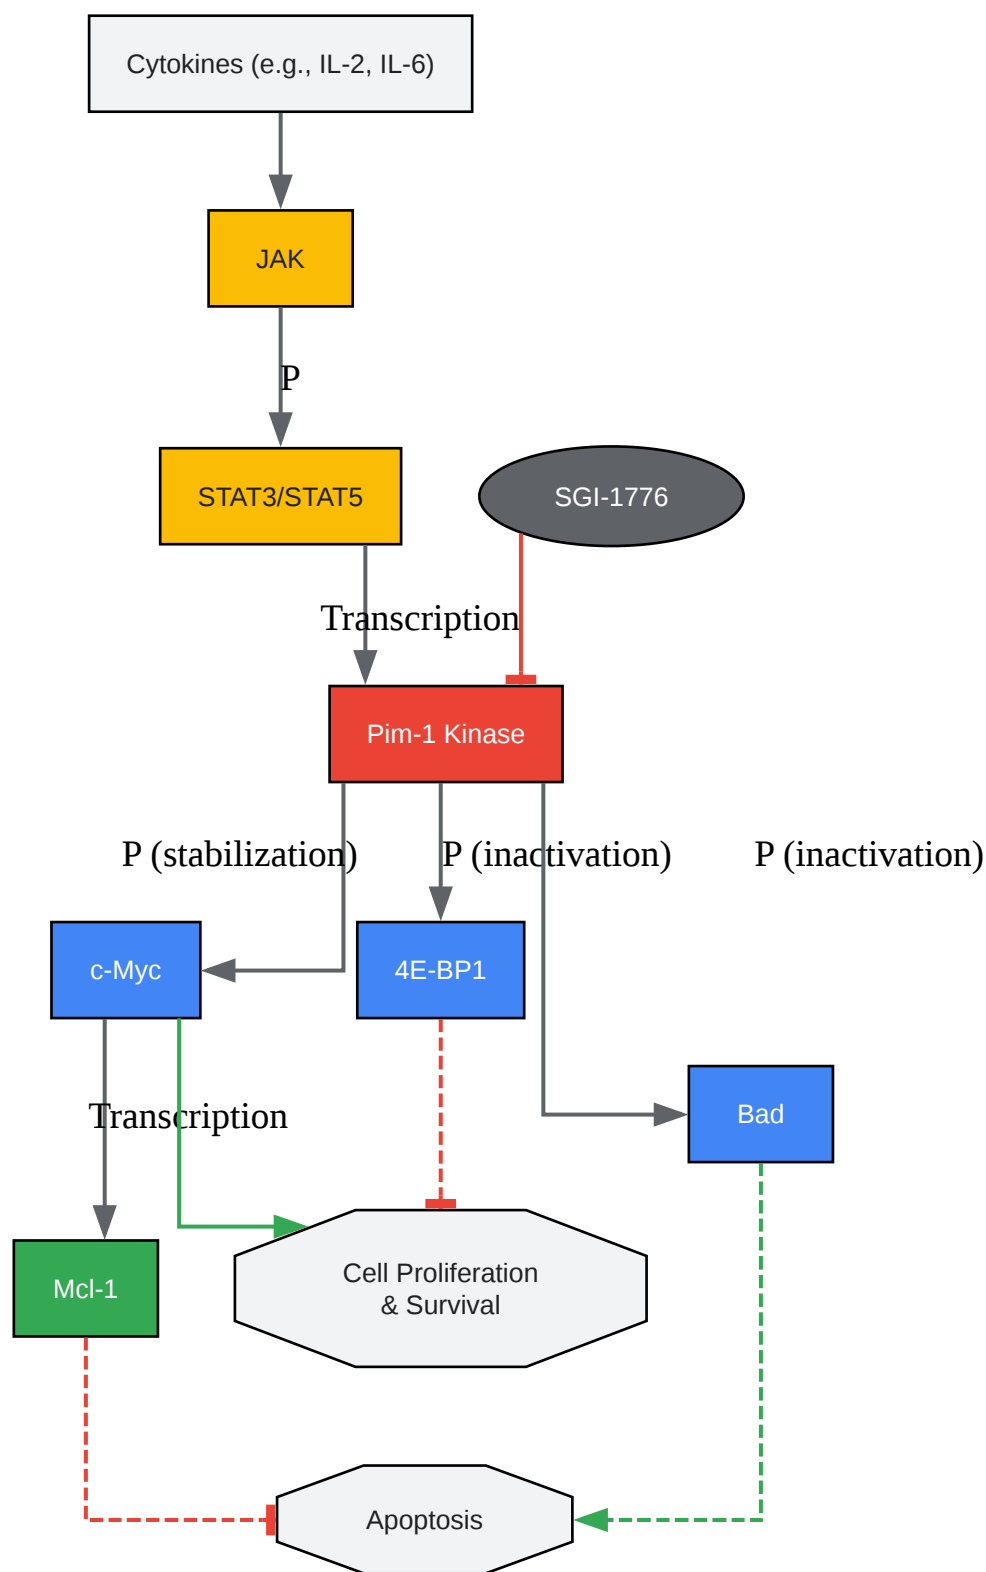 Cytokines (e.g., IL-2, IL-6)
JAK
P
STAT3/STAT5
SGI-1776
Transcription
Pim-1 Kinase
P (stabilization)
P (inactivation)
P (inactivation)
c-Myc
4E-BP1
Bad
Transcription
Mcl-1
Cell Proliferation
& Survival
Apoptosis